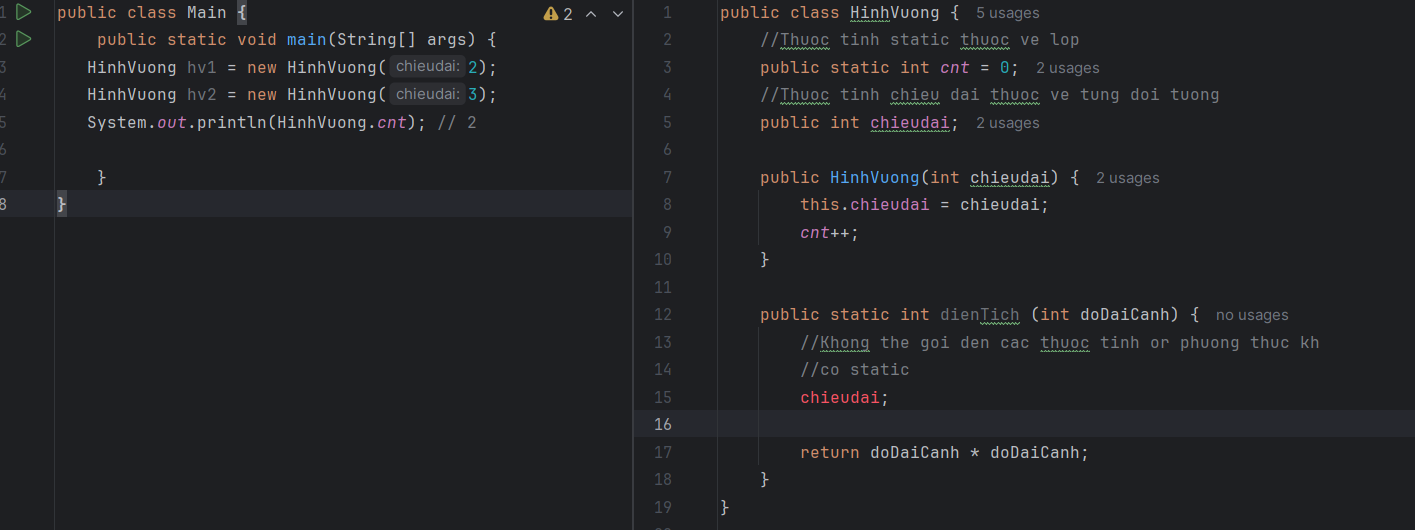 1 public class Main { 2
2 public static void main(String[] args) {
3 HinhVuong hv1 = new HinhVuong( chieudai: 2);
4 HinhVuong hv2 = new HinhVuong( chieudai: 3);
5 System.out.println(HinhVuong.cnt); // 2
6
7 }
8 }
1 public class HinhVuong { 5 usages
2 //Thuoc tinh static thuoc ve lop
3 public static int cnt = 0; 2 usages
4 //Thuoc tinh chieu dai thuoc ve tung doi tuong
5 public int chieudai; 2 usages
6
7 public HinhVuong(int chieudai) { 2 usages
8 this.chieudai = chieudai;
9 cnt++;
10 }
11
12 public static int dienTich (int doDaiCanh) { no usages
13 //Khong the goi den cac thuoc tinh or phuong thuc kh
14 //co static
15 chieudai;
16
17 return doDaiCanh * doDaiCanh;
18 }
19 }